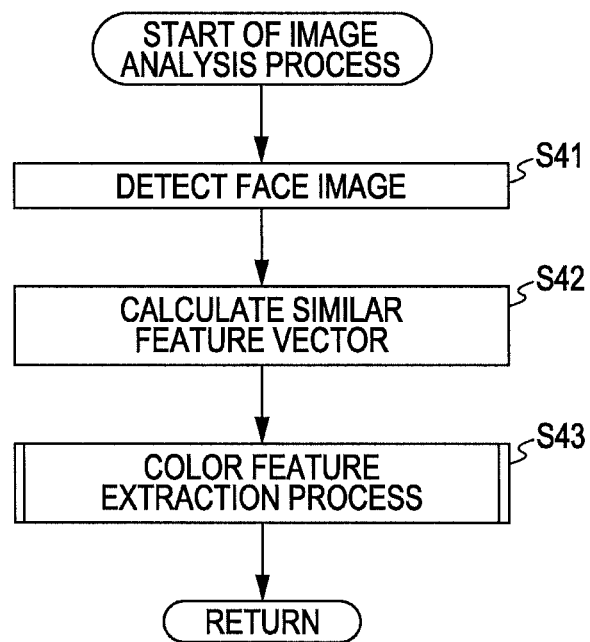 START OF IMAGE
ANALYSIS PROCESS
S41
DETECT FACE IMAGE
S42
CALCULATE SIMILAR
FEATURE VECTOR
S43
COLOR FEATURE
EXTRACTION PROCESS
RETURN